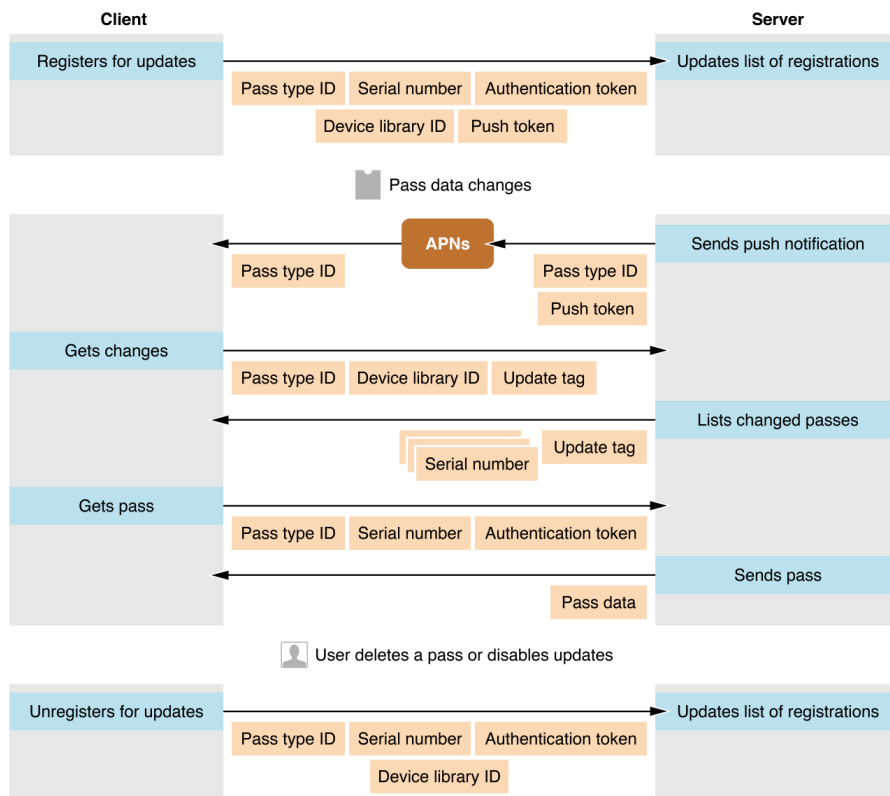 Client Server
Registers for updates Updates list of registrations
Pass type ID Serial number Authentication token
Device library ID Push token
Pass data changes
APNs Sends push notification
Pass type ID Pass type ID
Push token
Gets changes
Pass type ID Device library ID Update tag
Lists changed passes
Update tag
Serial number
Gets pass
Pass type ID Serial number Authentication token
Sends pass
Pass data
User deletes a pass or disables updates
Unregisters for updates Updates list of registrations
Pass type ID Serial number Authentication token
Device library ID